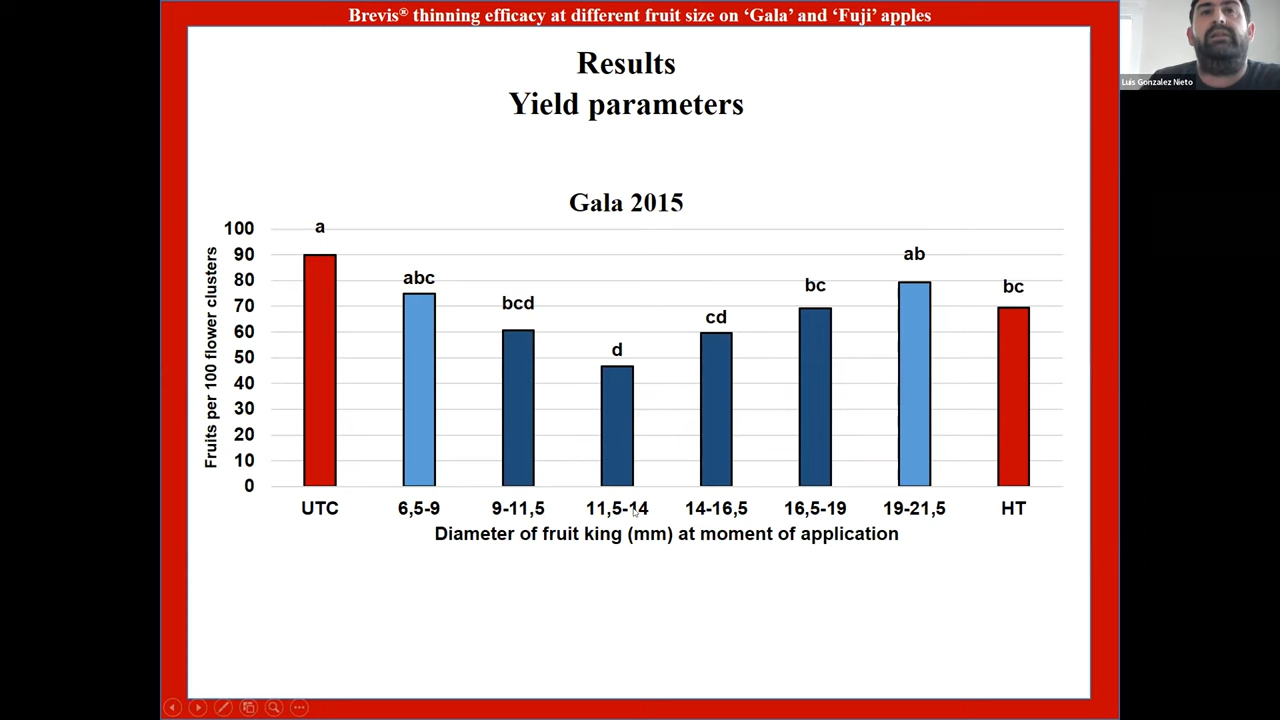 Brevis® thinning efficacy at different fruit size on ‘Gala’ and ‘Fuji’ apples
Luis Gonzalez Nieto
Results
Yield parameters
Gala 2015
Fruits per 100 flower clusters
100
90
80
70
60
50
40
30
20
10
0
a
abc
bcd
d
cd
bc
ab
bc
UTC 6,5-9 9-11,5 11,5-14 14-16,5 16,5-19 19-21,5 HT
Diameter of fruit king (mm) at moment of application